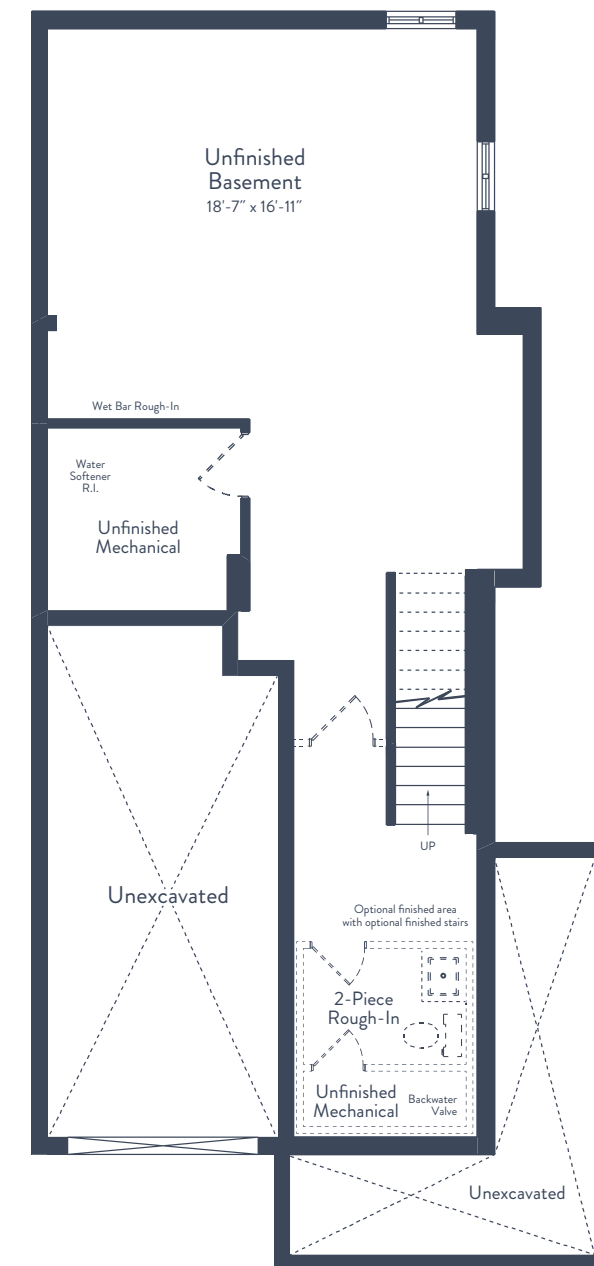 Unfinished
Basement
18'-7″ x 16'-11″
Wet Bar Rough-In
Water
Softener
R.I.
Unfinished
Mechanical
Unexcavated
UP
Optional finished area
with optional finished stairs
2-Piece
Rough-In
Unfinished
Mechanical
Backwater
Valve
Unexcavated